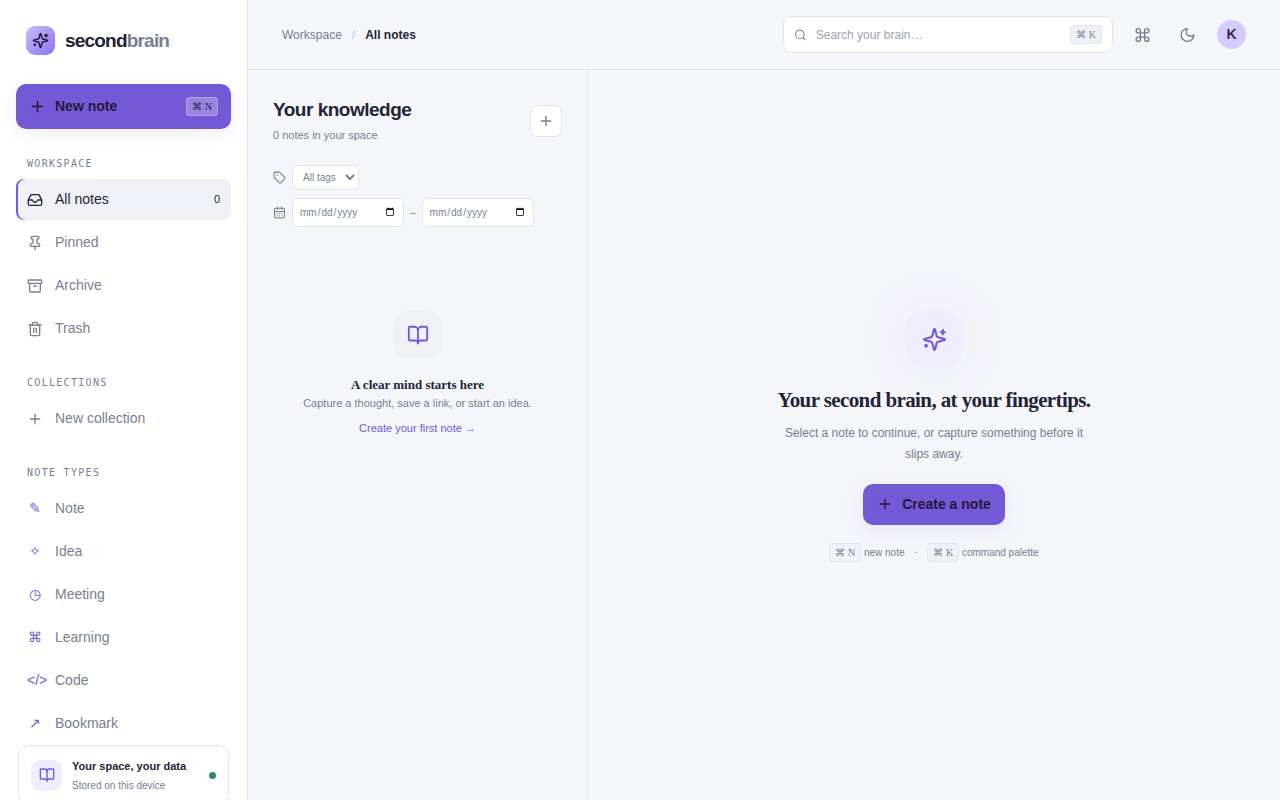 secondbrain
New note ⌘ N
WORKSPACE
All notes 0
Pinned
Archive
Trash
COLLECTIONS
New collection
NOTE TYPES
✎ Note
✧ Idea
◷ Meeting
⌘ Learning
</> Code
↗ Bookmark
Your space, your data
Stored on this device
Workspace / All notes
Search your brain… ⌘ K
K
Your knowledge
0 notes in your space
All tags
mm/dd/yyyy – mm/dd/yyyy
A clear mind starts here
Capture a thought, save a link, or start an idea.
Create your first note →
Your second brain, at your fingertips.
Select a note to continue, or capture something before it
slips away.
Create a note
⌘ N new note · ⌘ K command palette